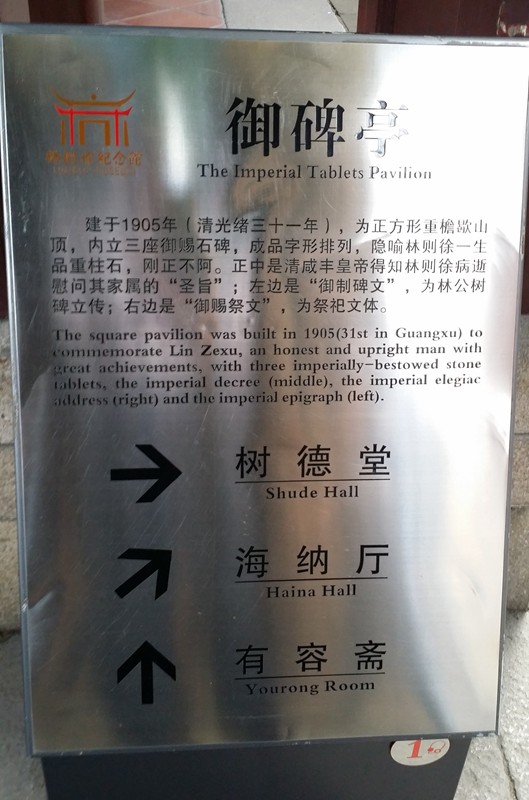 御碑亭
The Imperial Tablets Pavilion
建于1905年（清光绪三十一年），为正方形重檐歇山
顶，内立三座御赐石碑，成品字形排列，隐喻林则徐一生
品重柱石，刚正不阿。正中是清咸丰皇帝得知林则徐病逝
慰问其家属的“圣旨”；左边是“御制碑文”，为林公树
碑立传；右边是“御赐祭文”，为祭祀文体。
The square pavilion was built in 1905(31st in Guangxu) to
commemorate Lin Zexu, an honest and upright man with
great achievements, with three imperially-bestowed stone
tablets, the imperial decree (middle), the imperial elegiac
address (right) and the imperial epigraph (left).
树德堂
Shude Hall
海纳厅
Haina Hall
有容斋
Yourong Room
1